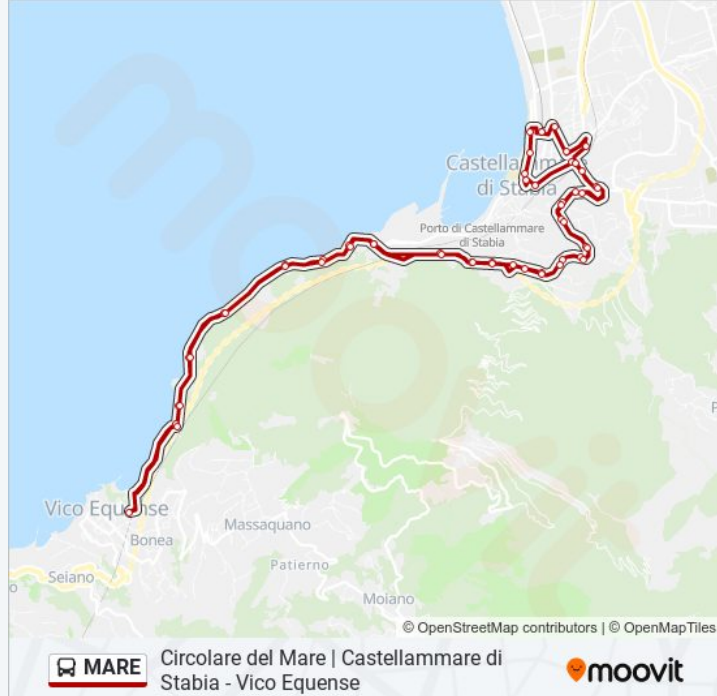 Castellammare
di Stabia
Porto di Castellammare
di Stabia
Vico Equense
Massaquano
Bonea
Patierno
Seiano
Moiano
© OpenStreetMap contributors | © OpenMapTiles
MARE
Circolare del Mare | Castellammare di
Stabia - Vico Equense
moovit